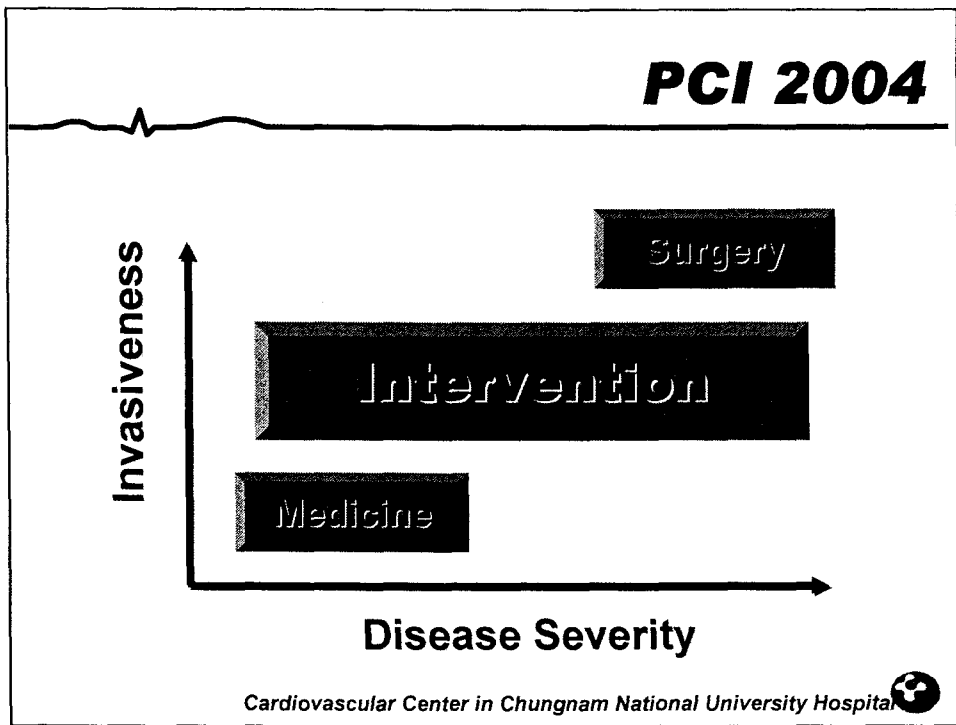 PCI 2004
Surgery
Invasiveness
Intervention
Medicine
Disease Severity
Cardiovascular Center in Chungnam National University Hospital